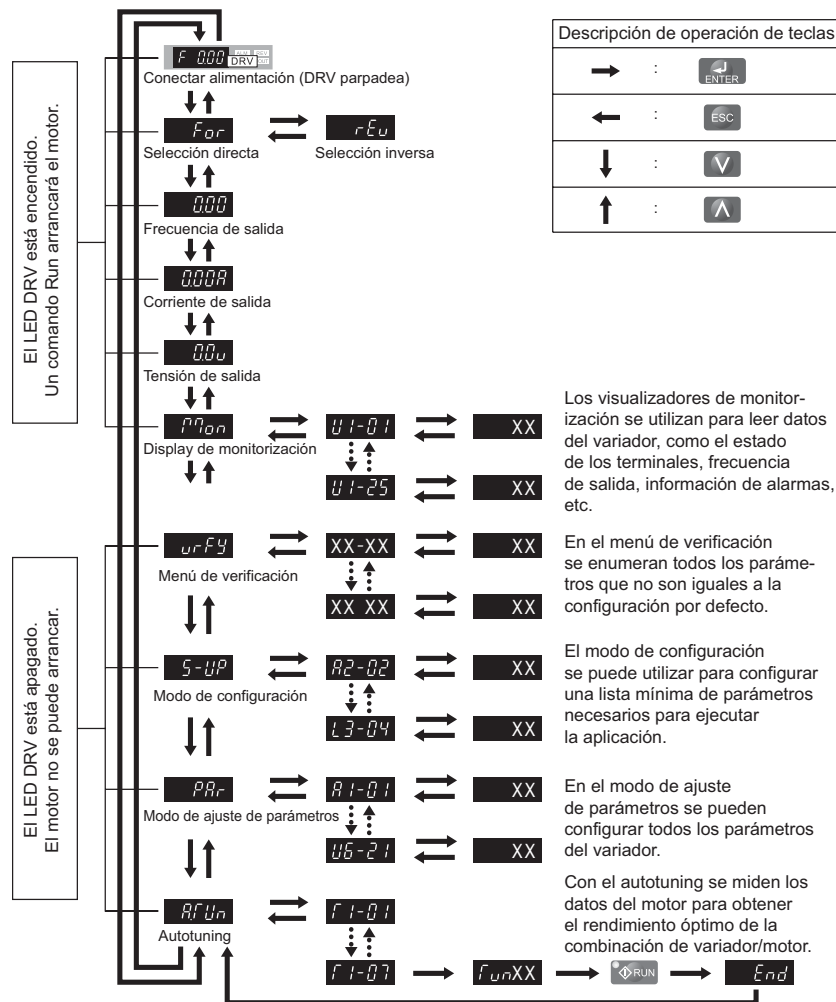 F 0.00
DRV
Conectar alimentación (DRV parpadea)
For
rEv
Selección directa
Selección inversa
0.00
Frecuencia de salida
0.00A
Corriente de salida
0.0v
Tensión de salida
Mon
U1-01
XX
Display de monitorización
U1-25
XX
El LED DRV está encendido.
Un comando Run arrancará el motor.
Descripción de operación de teclas
:
ENTER
:
ESC
:
:
Los visualizadores de monitor-
ización se utilizan para leer datos
del variador, como el estado
de los terminales, frecuencia
de salida, información de alarmas,
etc.
vrFY
XX-XX
XX
Menú de verificación
XX XX
XX
En el menú de verificación
se enumeran todos los paráme-
tros que no son iguales a la
configuración por defecto.
S-UP
A2-02
XX
Modo de configuración
L3-04
XX
El modo de configuración
se puede utilizar para configurar
una lista mínima de parámetros
necesarios para ejecutar
la aplicación.
PAr
A1-01
XX
Modo de ajuste de parámetros
U6-21
XX
En el modo de ajuste
de parámetros se pueden
configurar todos los parámetros
del variador.
El LED DRV está apagado.
El motor no se puede arrancar.
A.TUn
T1-01
Autotuning
T1-07
TunXX
RUN
End
Con el autotuning se miden los
datos del motor para obtener
el rendimiento óptimo de la
combinación de variador/motor.